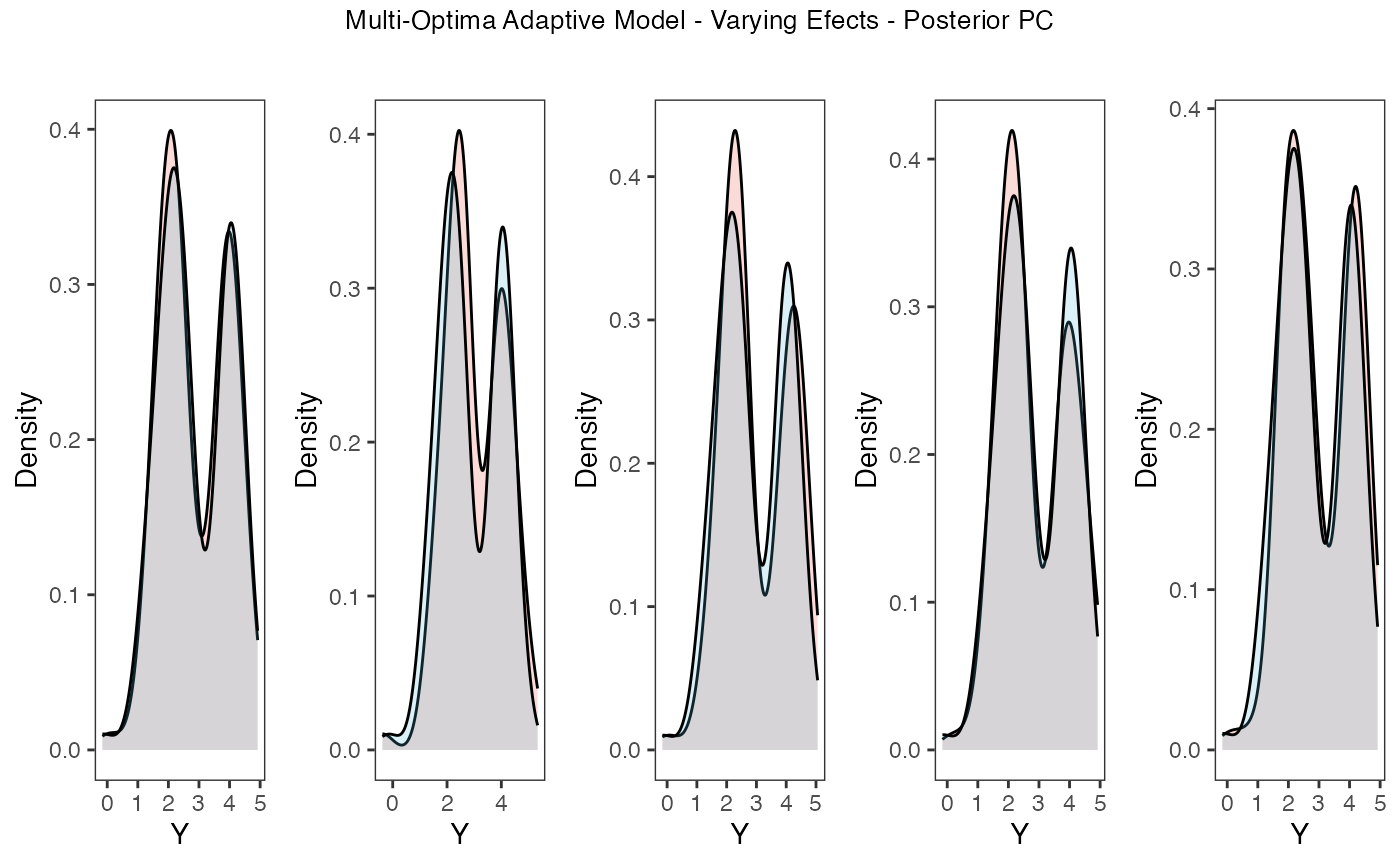 Multi-Optima Adaptive Model - Varying Efects - Posterior PC
0.4 0.4 0.4 0.4 0.4
0.3 0.3 0.3 0.3 0.3
0.2 0.2 0.2 0.2 0.2
0.1 0.1 0.1 0.1 0.1
0.0 0.0 0.0 0.0 0.0
Density Density Density Density Density
0 1 2 3 4 5 0 2 4 0 1 2 3 4 5 0 1 2 3 4 5 0 1 2 3 4 5
Y Y Y Y Y